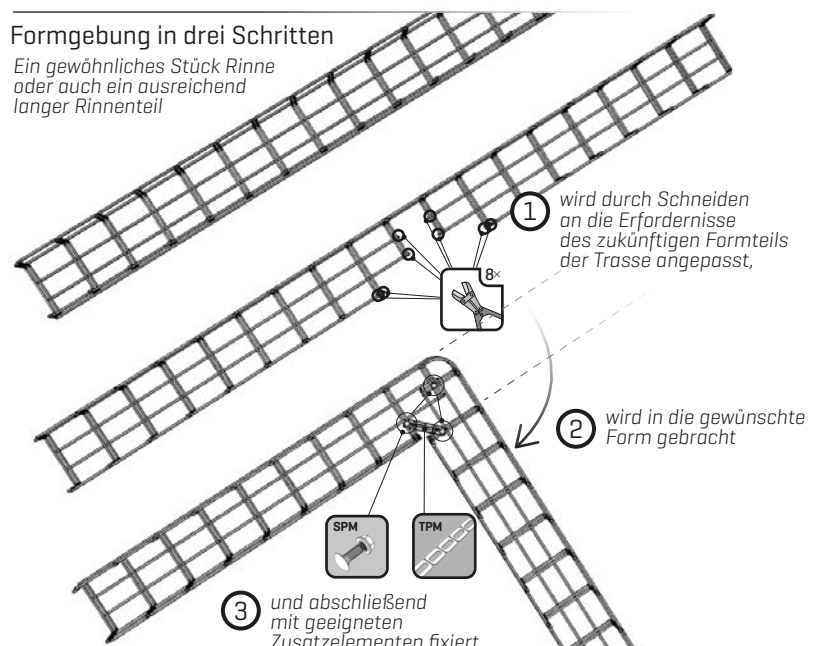 Formgebung in drei Schritten
Ein gewöhnliches Stück Rinne
oder auch ein ausreichend
langer Rinnenteil
1
wird durch Schneiden
an die Erfordernisse
des zukünftigen Formteils
der Trasse angepasst,
8×
2
wird in die gewünschte
Form gebracht
SPM
TPM
3
und abschließend
mit geeigneten
Zusatzelementen fixiert